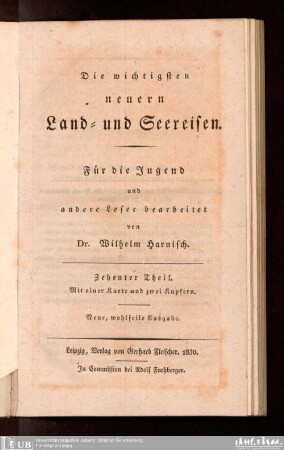 Die wichtigsten
neuern
Land- und Seereisen.
Für die Jugend
und
andere Leser bearbeitet
von
Dr. Wilhelm Harnisch.
Zehenter Theil.
Mit einer Karte und zwei Kupfern.
Neue, wohlfeile Ausgabe.
Leipzig, Verlag von Gerhard Fleischer. 1830.
In Commission bei Adolf Frohberger.
UB